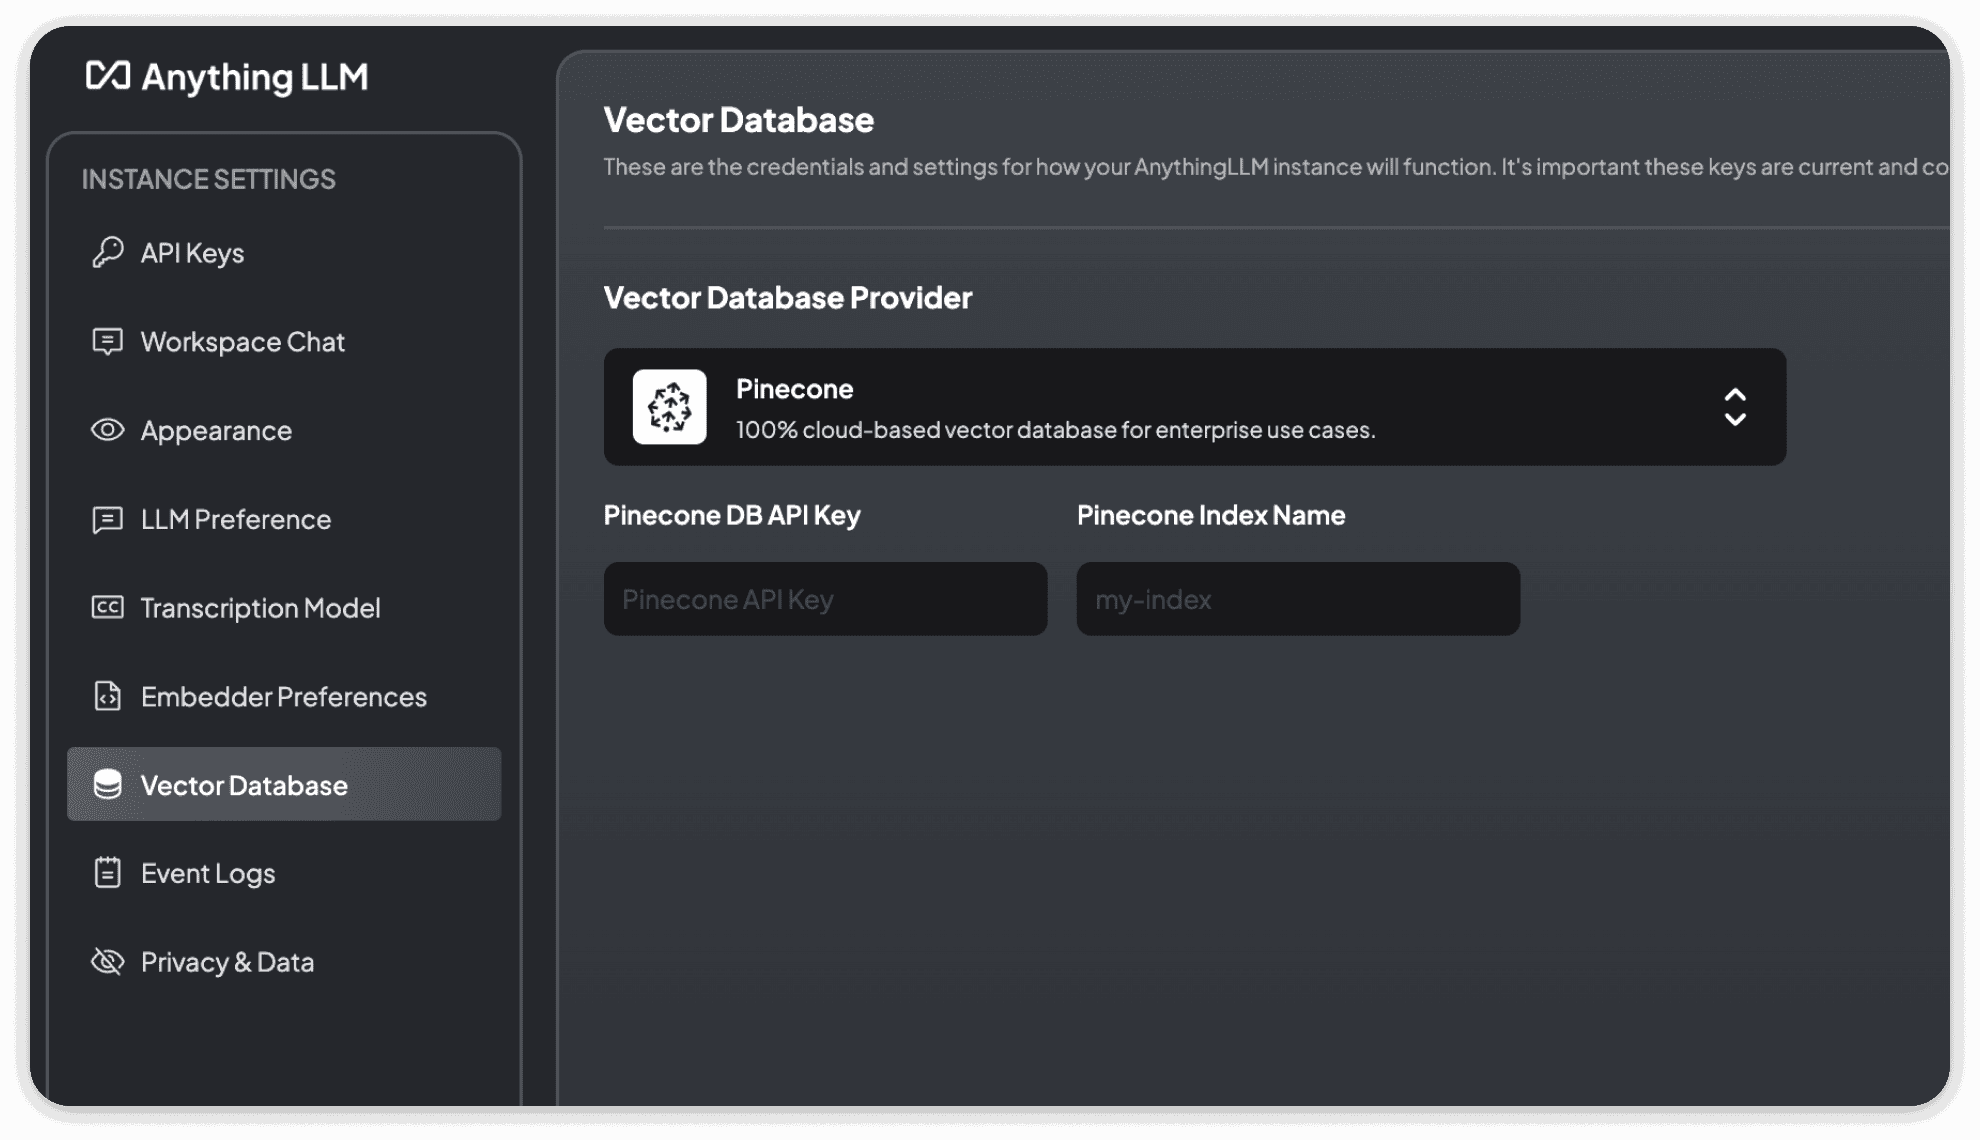 Anything LLM
INSTANCE SETTINGS
API Keys
Workspace Chat
Appearance
LLM Preference
CC
Transcription Model
Embedder Preferences
Vector Database
Event Logs
Privacy & Data
Vector Database
These are the credentials and settings for how your AnythingLLM instance will function. It's important these keys are current and co
Vector Database Provider
Pinecone
100% cloud-based vector database for enterprise use cases.
Pinecone DB API Key
Pinecone Index Name
Pinecone API Key
my-index